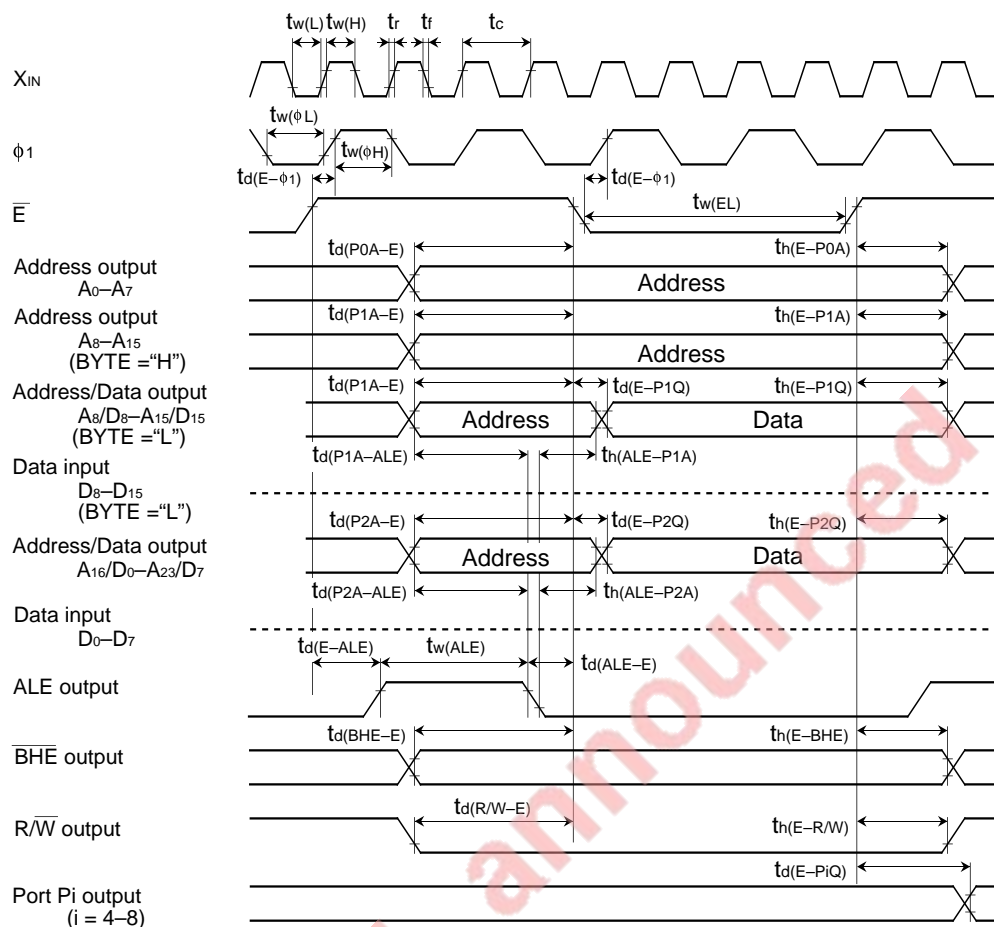 tw(L) tw(H) tr tf tc
XIN
tw(ϕL)
ϕ1
tw(ϕH)
td(E–ϕ1) td(E–ϕ1)
E̅ tw(EL)
td(P0A–E) th(E–P0A)
Address output
A0–A7 Address
td(P1A–E) th(E–P1A)
Address output
A8–A15 Address
(BYTE =“H”)
td(P1A–E) td(E–P1Q) th(E–P1Q)
Address/Data output
A8/D8–A15/D15 Address Data
(BYTE =“L”)
td(P1A–ALE) th(ALE–P1A)
Data input
D8–D15
(BYTE =“L”)
td(P2A–E) td(E–P2Q) th(E–P2Q)
Address/Data output
A16/D0–A23/D7 Address Data
td(P2A–ALE) th(ALE–P2A)
Data input
D0–D7
td(E–ALE) tw(ALE) td(ALE–E)
ALE output
td(BHE–E) th(E–BHE)
B̅H̅E̅ output
td(R/W–E) th(E–R/W)
R/W̅ output
td(E–PiQ)
Port Pi output
(i = 4–8)
announced